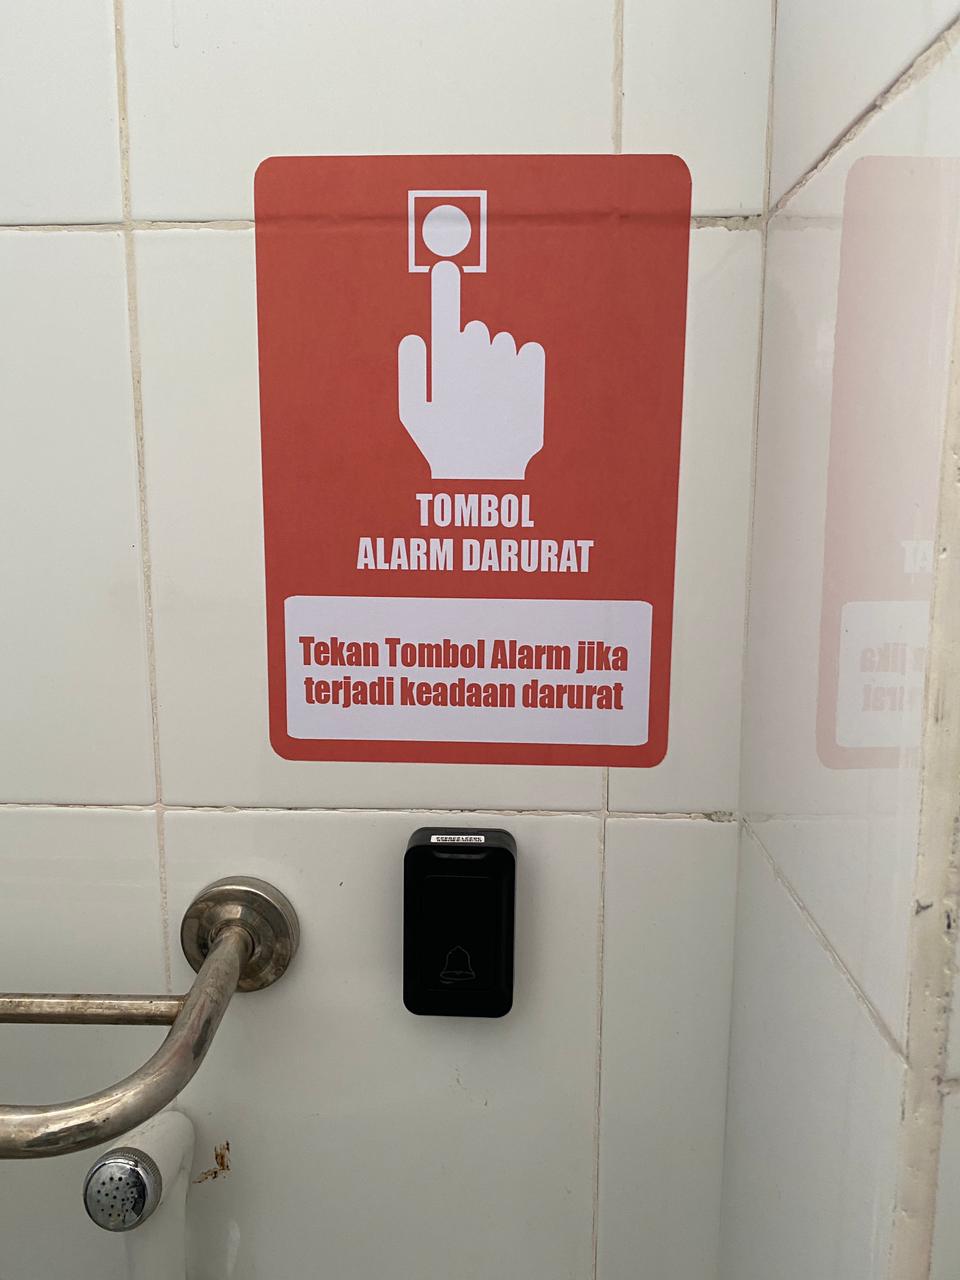 TOMBOL
ALARM DARURAT
Tekan Tombol Alarm jika
terjadi keadaan darurat